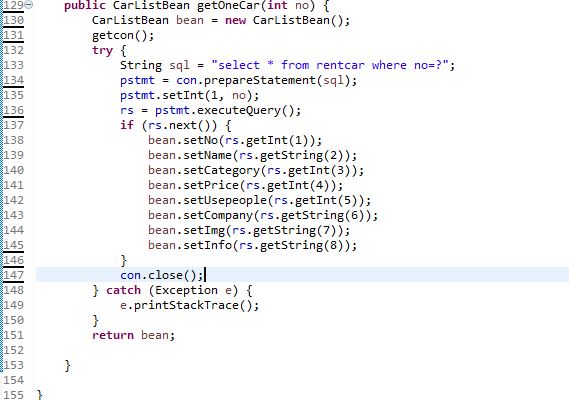 129 public CarListBean getOneCar(int no) {
130 CarListBean bean = new CarListBean();
131 getcon();
132 try {
133 String sql = "select * from rentcar where no=?";
134 pstmt = con.prepareStatement(sql);
135 pstmt.setInt(1, no);
136 rs = pstmt.executeQuery();
137 if (rs.next()) {
138 bean.setNo(rs.getInt(1));
139 bean.setName(rs.getString(2));
140 bean.setCategory(rs.getInt(3));
141 bean.setPrice(rs.getInt(4));
142 bean.setUsepeople(rs.getInt(5));
143 bean.setCompany(rs.getString(6));
144 bean.setImg(rs.getString(7));
145 bean.setInfo(rs.getString(8));
146 }
147 con.close();
148 } catch (Exception e) {
149 e.printStackTrace();
150 }
151 return bean;
152
153 }
154
155 }